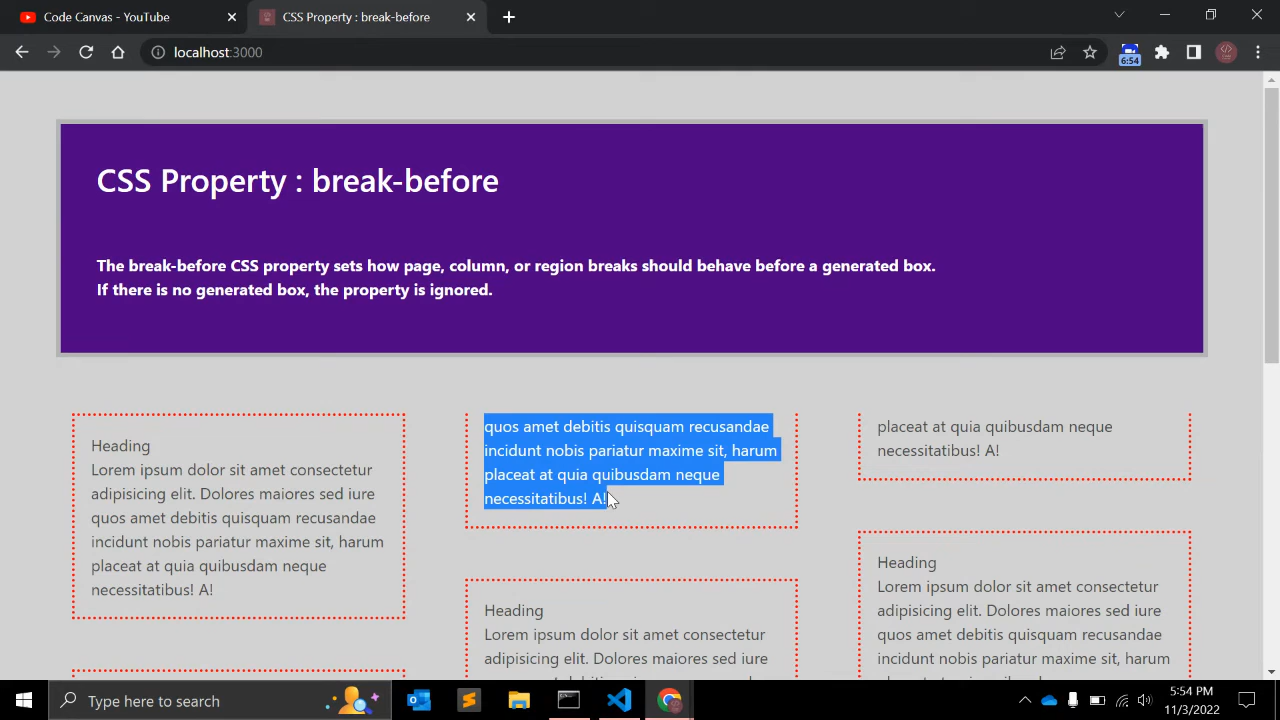 Code Canvas - YouTube
CSS Property : break-before
localhost:3000
6:54
CSS Property : break-before
The break-before CSS property sets how page, column, or region breaks should behave before a generated box.
If there is no generated box, the property is ignored.
Heading
Lorem ipsum dolor sit amet consectetur
adipisicing elit. Dolores maiores sed iure
quos amet debitis quisquam recusandae
incidunt nobis pariatur maxime sit, harum
placeat at quia quibusdam neque
necessitatibus! A!
quos amet debitis quisquam recusandae
incidunt nobis pariatur maxime sit, harum
placeat at quia quibusdam neque
necessitatibus! A!
Heading
Lorem ipsum dolor sit amet consectetur
adipisicing elit. Dolores maiores sed iure
placeat at quia quibusdam neque
necessitatibus! A!
Heading
Lorem ipsum dolor sit amet consectetur
adipisicing elit. Dolores maiores sed iure
quos amet debitis quisquam recusandae
incidunt nobis pariatur maxime sit, harum
Type here to search
5:54 PM
11/3/2022